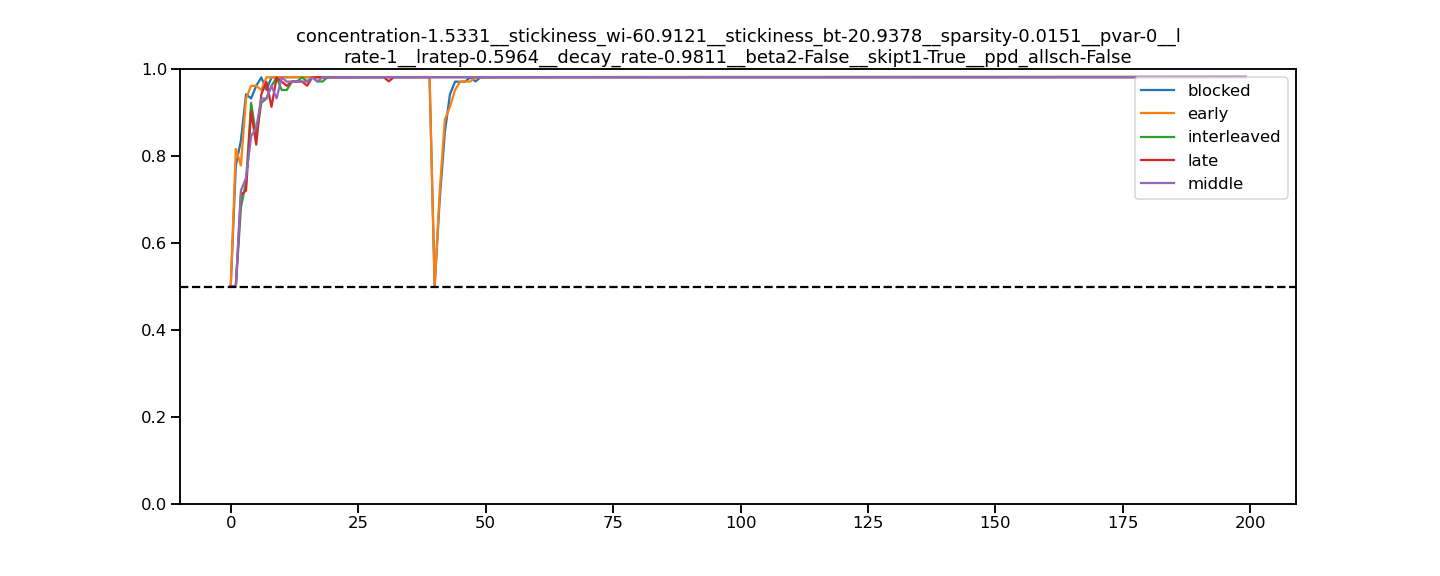 concentration-1.5331__stickiness_wi-60.9121__stickiness_bt-20.9378__sparsity-0.0151__pvar-0__l
rate-1__lratep-0.5964__decay_rate-0.9811__beta2-False__skipt1-True__ppd_allsch-False
1.0
0.8
0.6
0.4
0.2
0.0
blocked
early
interleaved
late
middle
0 25 50 75 100 125 150 175 200